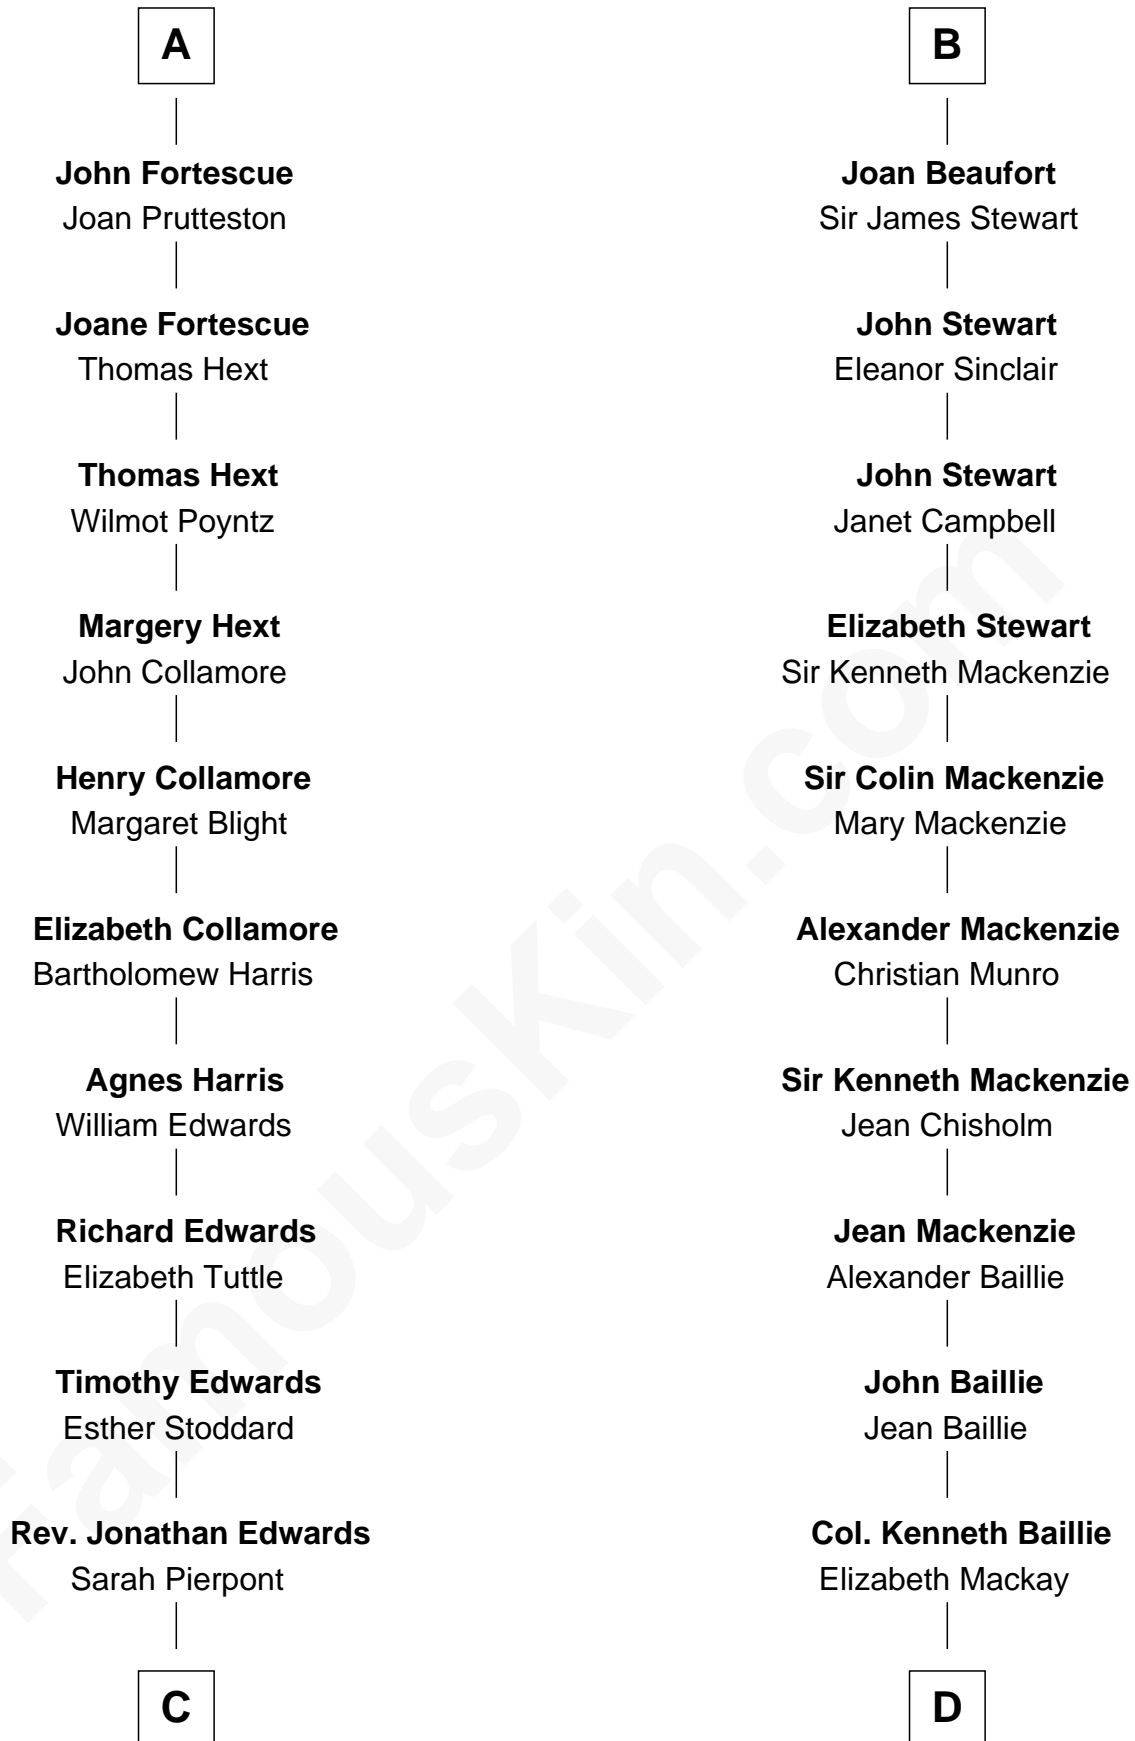 A
John Fortescue
Joan Prutteston
Joane Fortescue
Thomas Hext
Thomas Hext
Wilmot Poyntz
Margery Hext
John Collamore
Henry Collamore
Margaret Blight
Elizabeth Collamore
Bartholomew Harris
Agnes Harris
William Edwards
Richard Edwards
Elizabeth Tuttle
Timothy Edwards
Esther Stoddard
Rev. Jonathan Edwards
Sarah Pierpont
C
B
Joan Beaufort
Sir James Stewart
John Stewart
Eleanor Sinclair
John Stewart
Janet Campbell
Elizabeth Stewart
Sir Kenneth Mackenzie
Sir Colin Mackenzie
Mary Mackenzie
Alexander Mackenzie
Christian Munro
Sir Kenneth Mackenzie
Jean Chisholm
Jean Mackenzie
Alexander Baillie
John Baillie
Jean Baillie
Col. Kenneth Baillie
Elizabeth Mackay
D
FamousKin.com